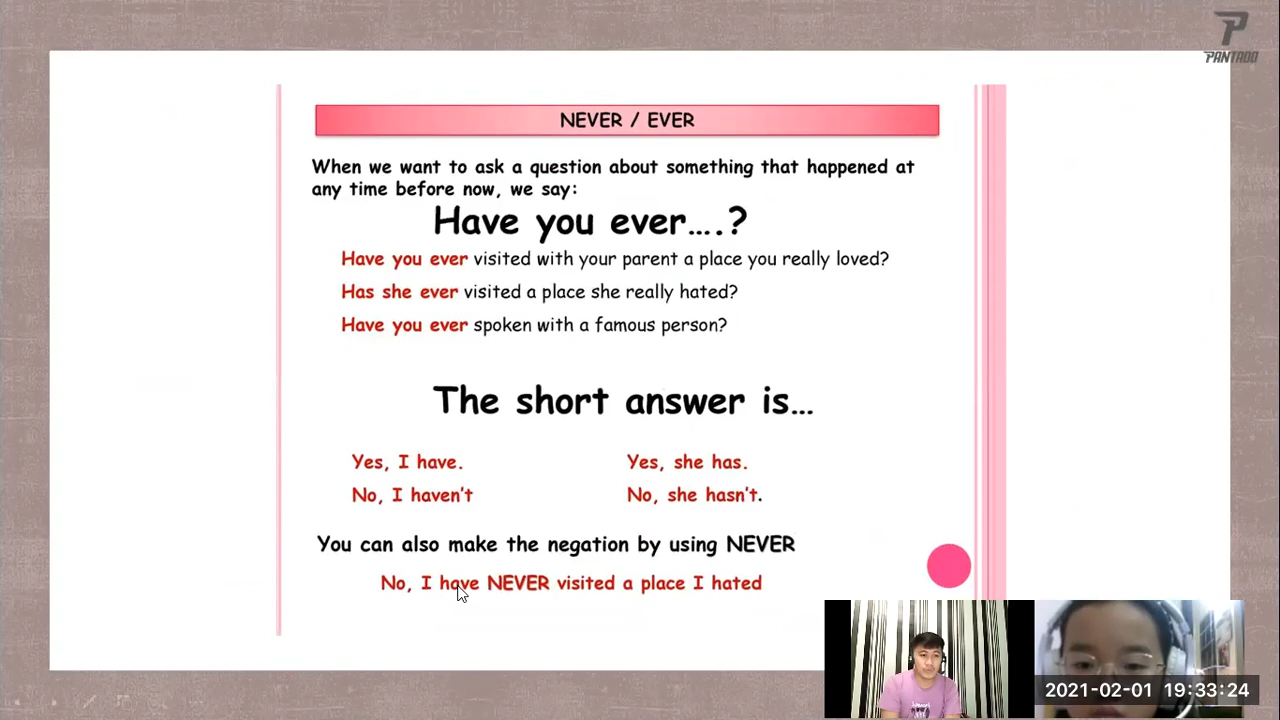 PANTADO
NEVER / EVER
When we want to ask a question about something that happened at
any time before now, we say:
Have you ever….?
Have you ever visited with your parent a place you really loved?
Has she ever visited a place she really hated?
Have you ever spoken with a famous person?
The short answer is…
Yes, I have.
Yes, she has.
No, I haven't
No, she hasn't.
You can also make the negation by using NEVER
No, I have NEVER visited a place I hated
2021-02-01 19:33:24